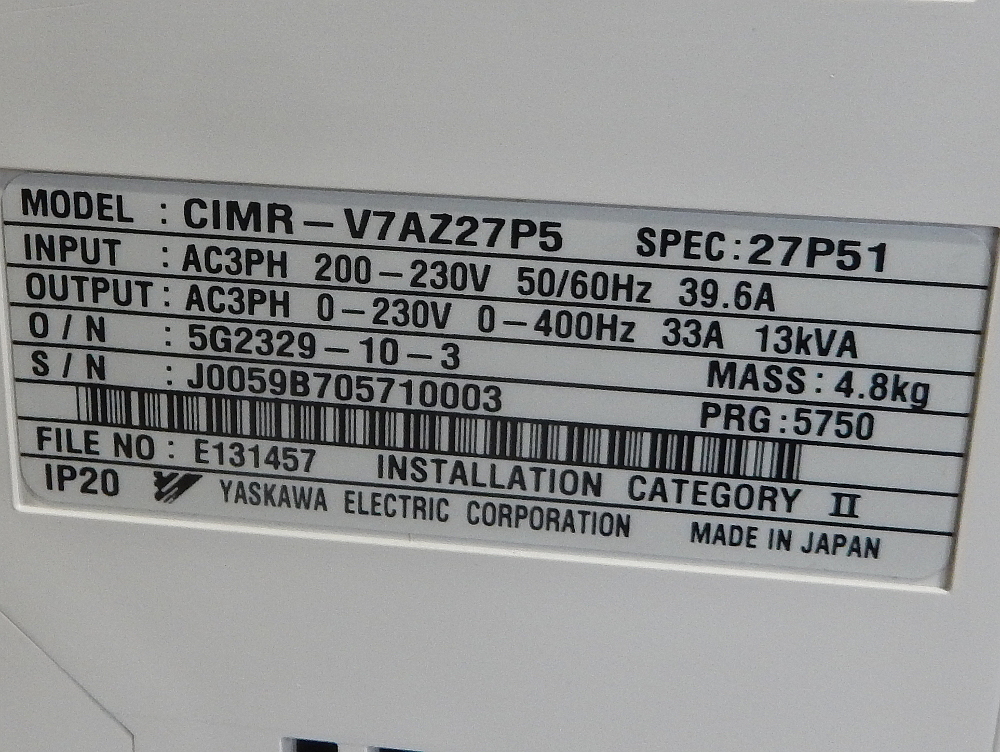 MODEL : CIMR-V7AZ27P5 SPEC:27P51
INPUT : AC3PH 200-230V 50/60Hz 39.6A
OUTPUT : AC3PH 0-230V 0-400Hz 33A 13kVA
O/N : 5G2329-10-3 MASS : 4.8kg
S/N : J0059B705710003 PRG : 5750
FILE NO : E131457 INSTALLATION CATEGORY II
IP20 YASKAWA ELECTRIC CORPORATION MADE IN JAPAN